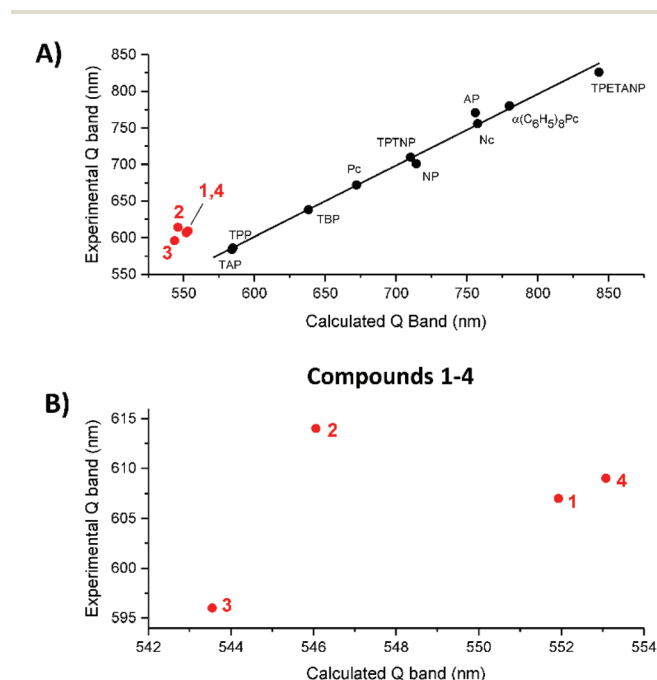 A)
Experimental Q band (nm)
850
800
750
700
650
600
550
550
600
650
700
750
800
850
Calculated Q Band (nm)
1,4
2
3
TPP
TAP
TBP
Pc
TPTNP
NP
AP
Nc
α(C6H5)8Pc
TPETANP
Compounds 1-4
B)
Experimental Q band (nm)
615
610
605
600
595
542
544
546
548
550
552
554
Calculated Q band (nm)
2
4
1
3